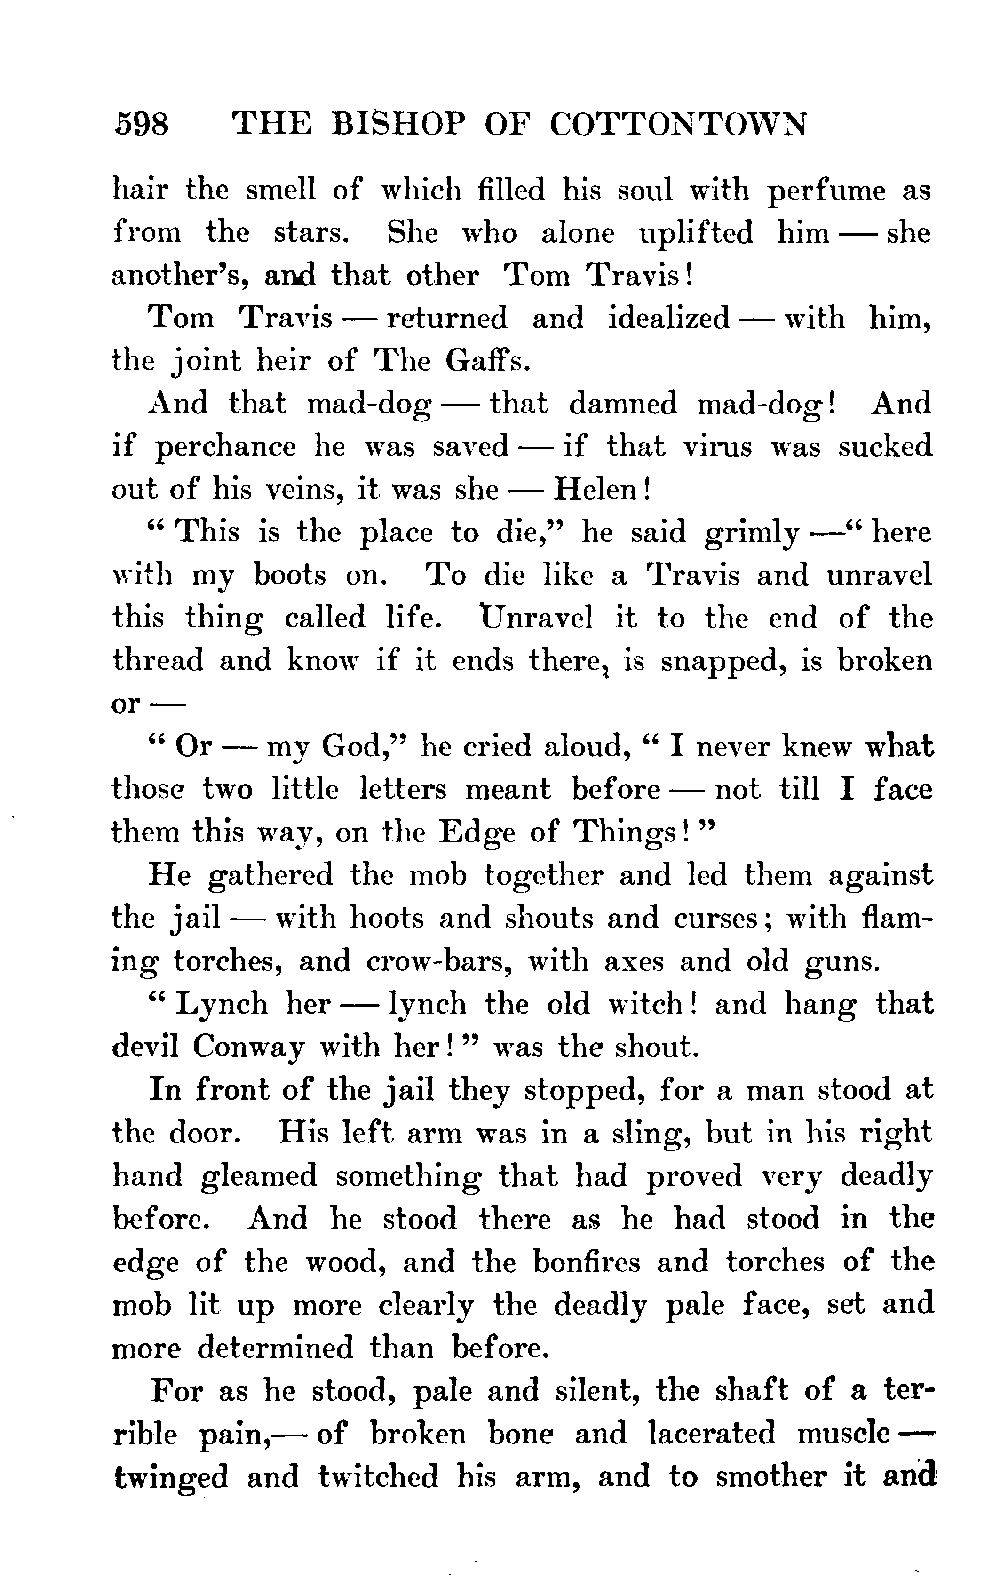 598 THE BISHOP OF COTTONTOWN
hair the smell of which filled his soul with perfume as
from the stars. She who alone uplifted him — she
another's, and that other Tom Travis!
Tom Travis — returned and idealized — with him,
the joint heir of The Gaffs.
And that mad-dog — that damned mad-dog! And
if perchance he was saved — if that virus was sucked
out of his veins, it was she — Helen!
" This is the place to die," he said grimly —" here
with my boots on. To die like a Travis and unravel
this thing called life. Unravel it to the end of the
thread and know if it ends there, is snapped, is broken
or —
" Or — my God," he cried aloud, " I never knew what
those two little letters meant before — not till I face
them this way, on the Edge of Things! "
He gathered the mob together and led them against
the jail — with hoots and shouts and curses; with flam-
ing torches, and crow-bars, with axes and old guns.
" Lynch her — lynch the old witch! and hang that
devil Conway with her! " was the shout.
In front of the jail they stopped, for a man stood at
the door. His left arm was in a sling, but in his right
hand gleamed something that had proved very deadly
before. And he stood there as he had stood in the
edge of the wood, and the bonfires and torches of the
mob lit up more clearly the deadly pale face, set and
more determined than before.
For as he stood, pale and silent, the shaft of a ter-
rible pain,— of broken bone and lacerated muscle —
twinged and twitched his arm, and to smother it and